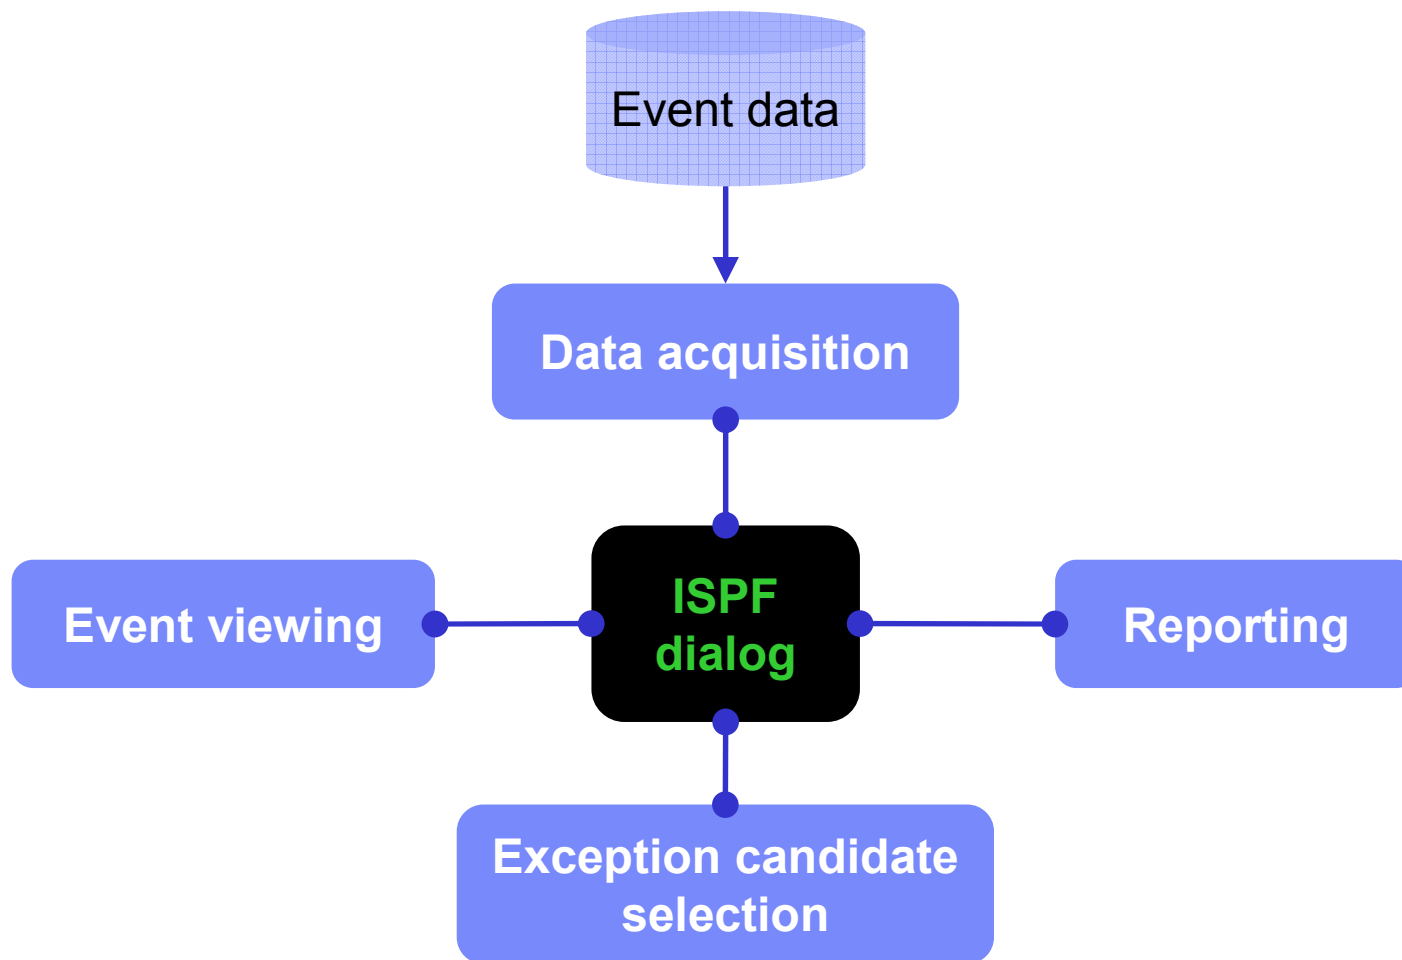 Event data
Data acquisition
ISPF
dialog
Event viewing
Reporting
Exception candidate
selection